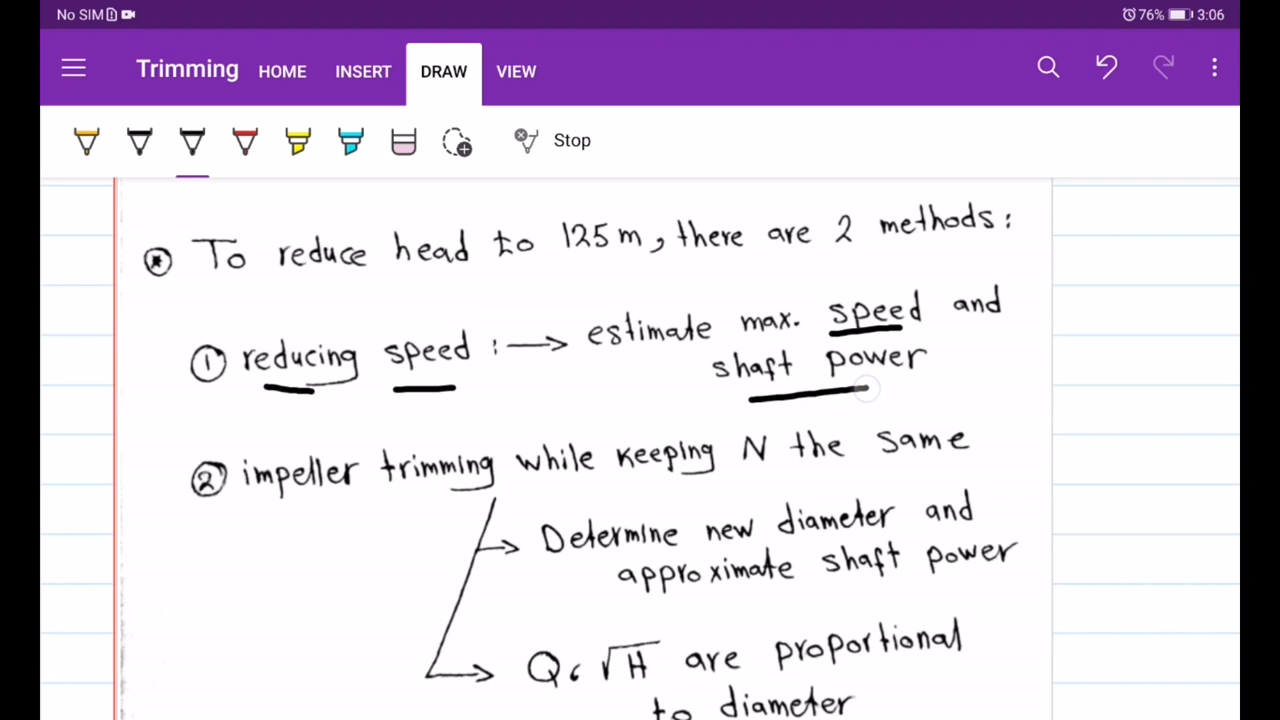 No SIM 76% 3:06
Trimming HOME INSERT DRAW VIEW
Stop
To reduce head to 125m, there are 2 methods:
① reducing speed : → estimate max. speed and
shaft power
② impeller trimming while keeping N the same
→ Determine new diameter and
approximate shaft power
→ Q, √H are proportional
to diameter